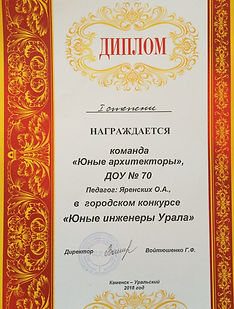 ДИПЛОМ
I степени
НАГРАЖДАЕТСЯ
команда
«Юные архитекторы»,
ДОУ № 70
Педагог: Яренских О.А.,
в городском конкурсе
«Юные инженеры Урала»
Директор Войтюшенко Г.Ф.
Каменск – Уральский
2018 год